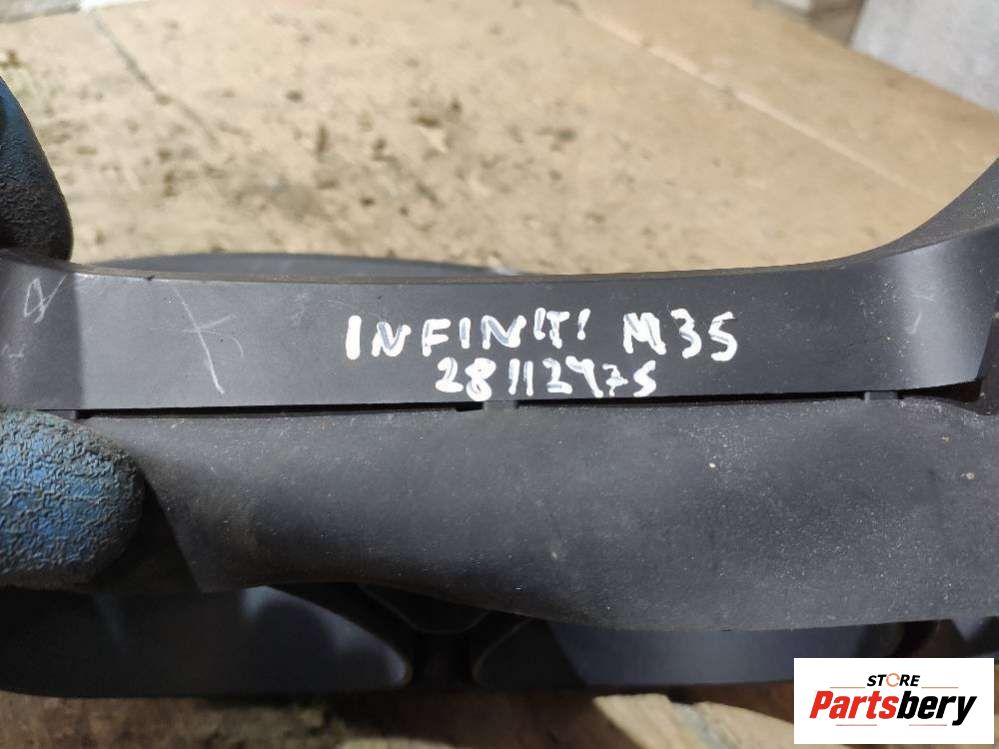 INFINITI M35
28112975
STORE
Partsbery